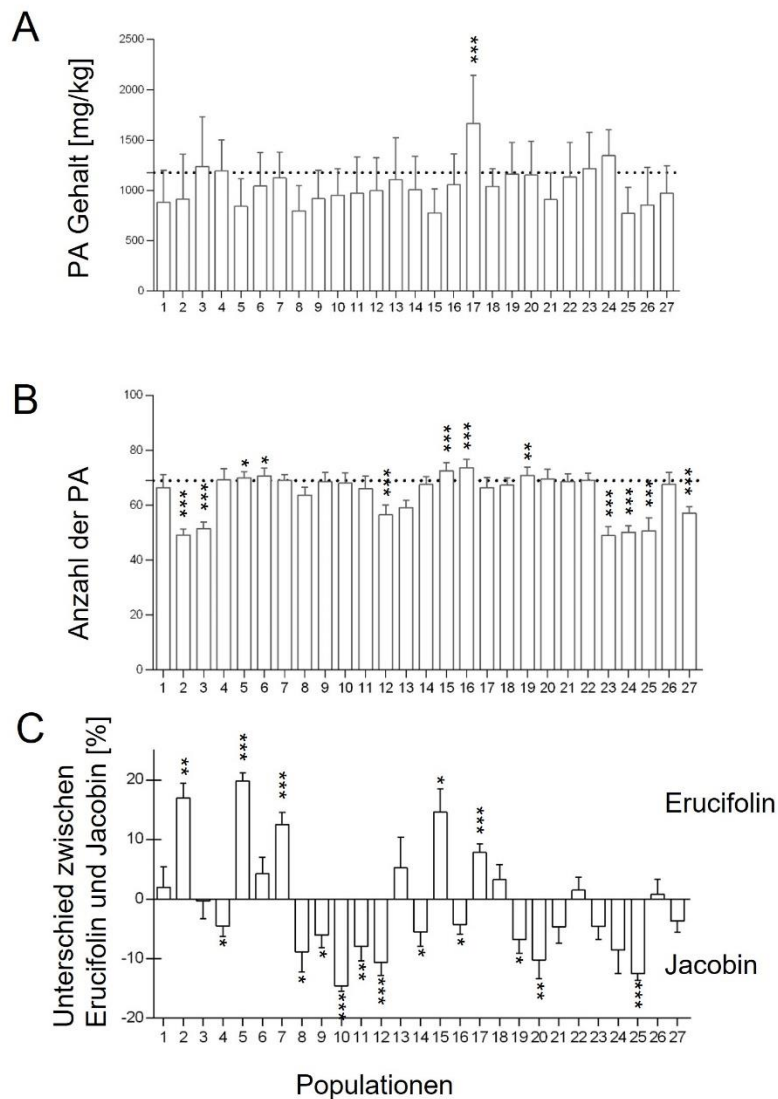 A
PA Gehalt [mg/kg]
2500
2000
1500
1000
500
0
***
1 2 3 4 5 6 7 8 9 10 11 12 13 14 15 16 17 18 19 20 21 22 23 24 25 26 27
B
Anzahl der PA
100
80
60
40
20
0
*** *** * * *** *** *** ** *** *** *** ***
1 2 3 4 5 6 7 8 9 10 11 12 13 14 15 16 17 18 19 20 21 22 23 24 25 26 27
C
Unterschied zwischen
Erucifolin und Jacobin [%]
20
10
0
-10
-20
** *** *** * ***
Erucifolin
* * * *** ** *** * * * ** ***
Jacobin
1 2 3 4 5 6 7 8 9 10 11 12 13 14 15 16 17 18 19 20 21 22 23 24 25 26 27
Populationen